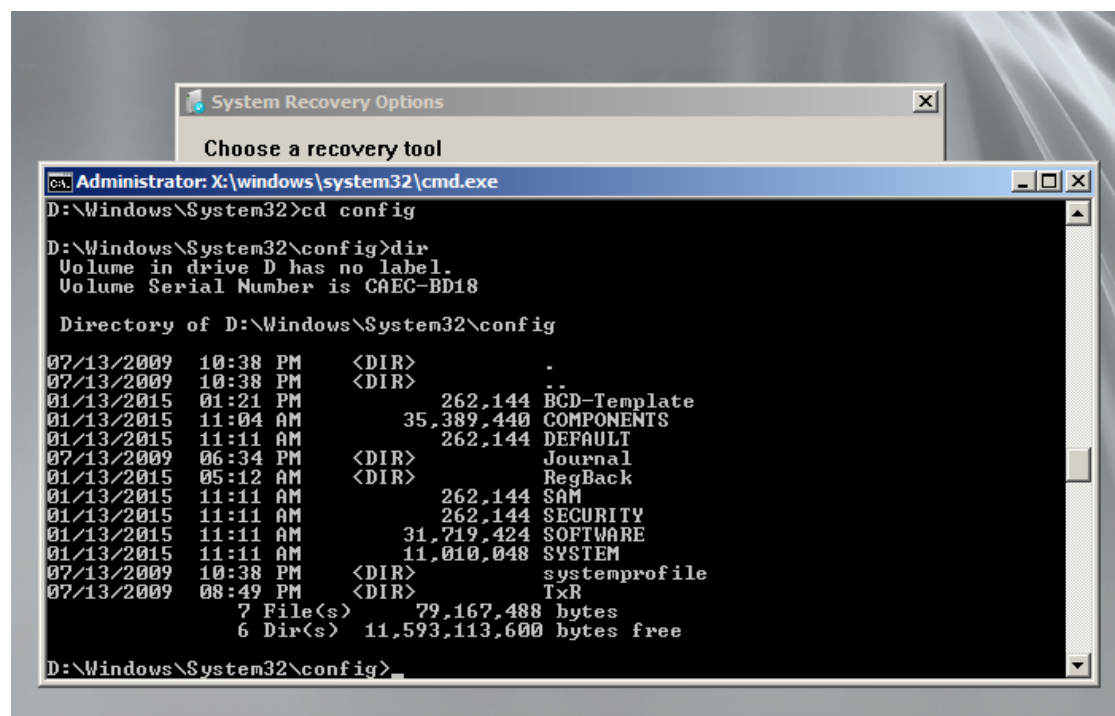 System Recovery Options
Choose a recovery tool
Administrator: X:\windows\system32\cmd.exe
D:\Windows\System32>cd config
D:\Windows\System32\config>dir
Volume in drive D has no label.
Volume Serial Number is CAEC-BD18
Directory of D:\Windows\System32\config
07/13/2009  10:38 PM    <DIR>          .
07/13/2009  10:38 PM    <DIR>          ..
01/13/2015  01:21 PM           262,144 BCD-Template
01/13/2015  11:04 AM        35,389,440 COMPONENTS
01/13/2015  11:11 AM           262,144 DEFAULT
07/13/2009  06:34 PM    <DIR>          Journal
01/13/2015  05:12 AM    <DIR>          RegBack
01/13/2015  11:11 AM           262,144 SAM
01/13/2015  11:11 AM           262,144 SECURITY
01/13/2015  11:11 AM        31,719,424 SOFTWARE
01/13/2015  11:11 AM        11,010,048 SYSTEM
07/13/2009  10:38 PM    <DIR>          systemprofile
07/13/2009  08:49 PM    <DIR>          TxR
7 File(s)     79,167,488 bytes
6 Dir(s)  11,593,113,600 bytes free
D:\Windows\System32\config>_